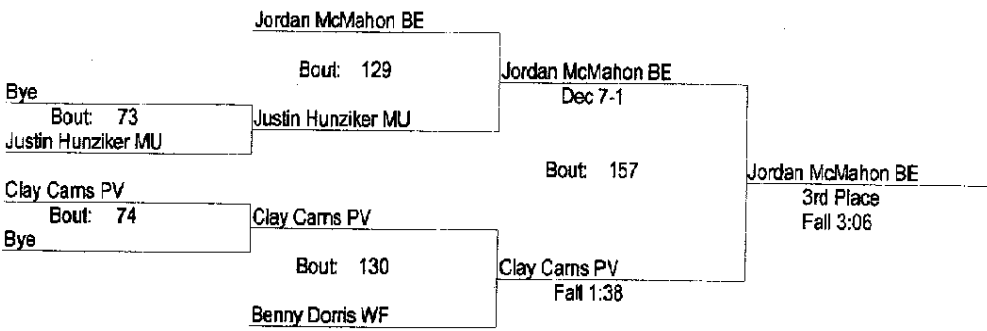 Jordan McMahon BE
Bout: 129
Jordan McMahon BE
Dec 7-1
Bye
Bout: 73
Justin Hunziker MU
Justin Hunziker MU
Bout: 157
Jordan McMahon BE
3rd Place
Fall 3:06
Clay Carns PV
Bout: 74
Clay Carns PV
Bye
Bout: 130
Clay Carns PV
Fall 1:38
Benny Dorris WF